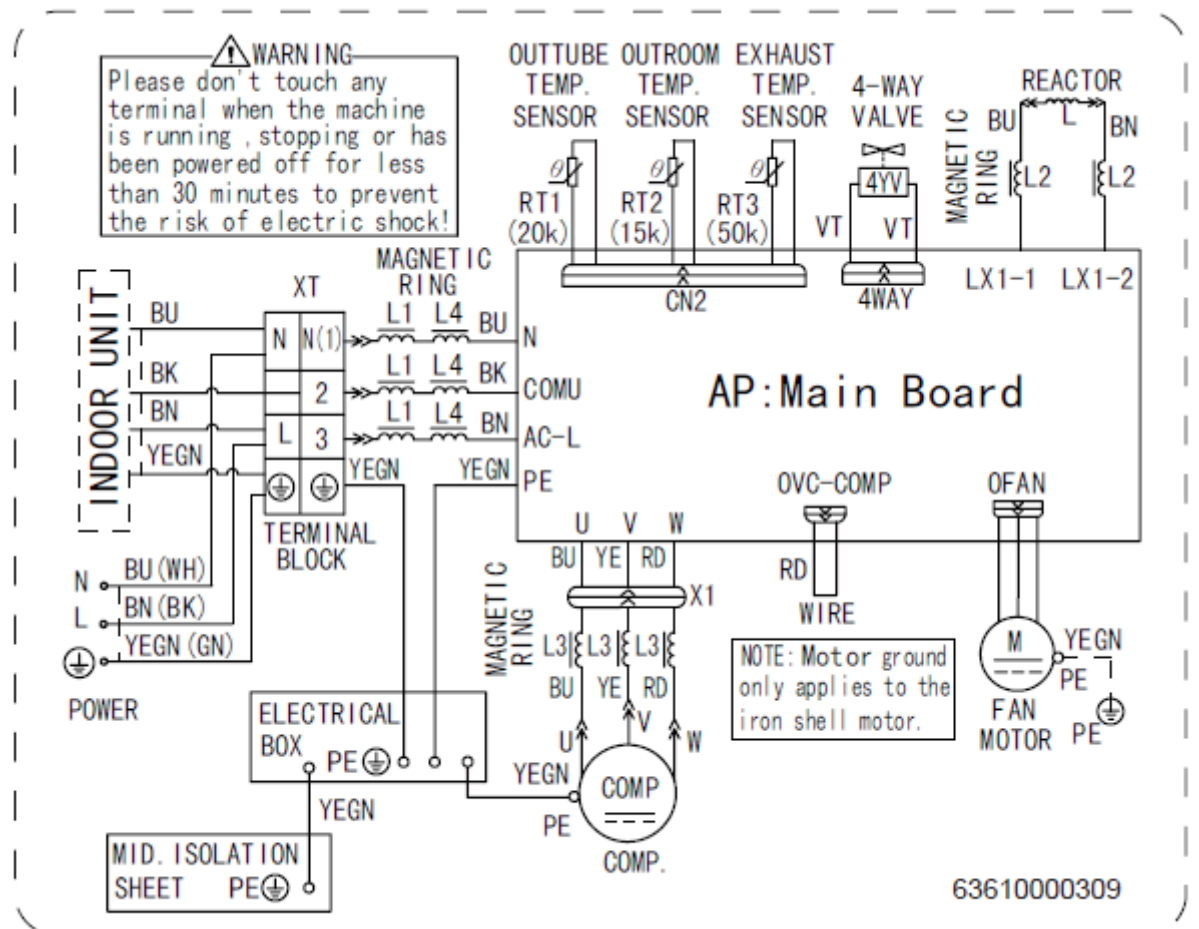 WARNING
Please don't touch any
terminal when the machine
is running ,stopping or has
been powered off for less
than 30 minutes to prevent
the risk of electric shock!
OUTTUBE OUTROOM EXHAUST
TEMP. TEMP. TEMP.
SENSOR SENSOR SENSOR
4-WAY
VALVE
MAGNETIC
RING
REACTOR
BU L BN
L2 L2
θ θ θ
4YV
RT1 RT2 RT3
(20k) (15k) (50k)
VT VT
CN2
4WAY
LX1-1 LX1-2
INDOOR UNIT
BU
BK
BN
YEGN
XT
N N(1)
2
L 3
TERMINAL
BLOCK
MAGNETIC
RING
L1 L4 BU N
L1 L4 BK COMU
L1 L4 BN AC-L
YEGN YEGN PE
AP:Main Board
OVC-COMP OFAN
U V W
BU YE RD
X1
MAGNETIC
RING
L3 L3 L3
BU YE RD
U V W
RD
WIRE
NOTE: Motor ground
only applies to the
iron shell motor.
M
YEGN
PE
FAN
MOTOR
PE
N BU(WH)
L BN(BK)
YEGN(GN)
POWER
ELECTRICAL
BOX PE
YEGN
YEGN
PE
COMP
COMP.
MID. ISOLATION
SHEET PE
63610000309